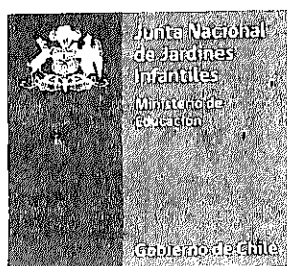 Junta Nacional
de Jardines
Infantiles
Ministerio de
Educación
Gobierno de Chile